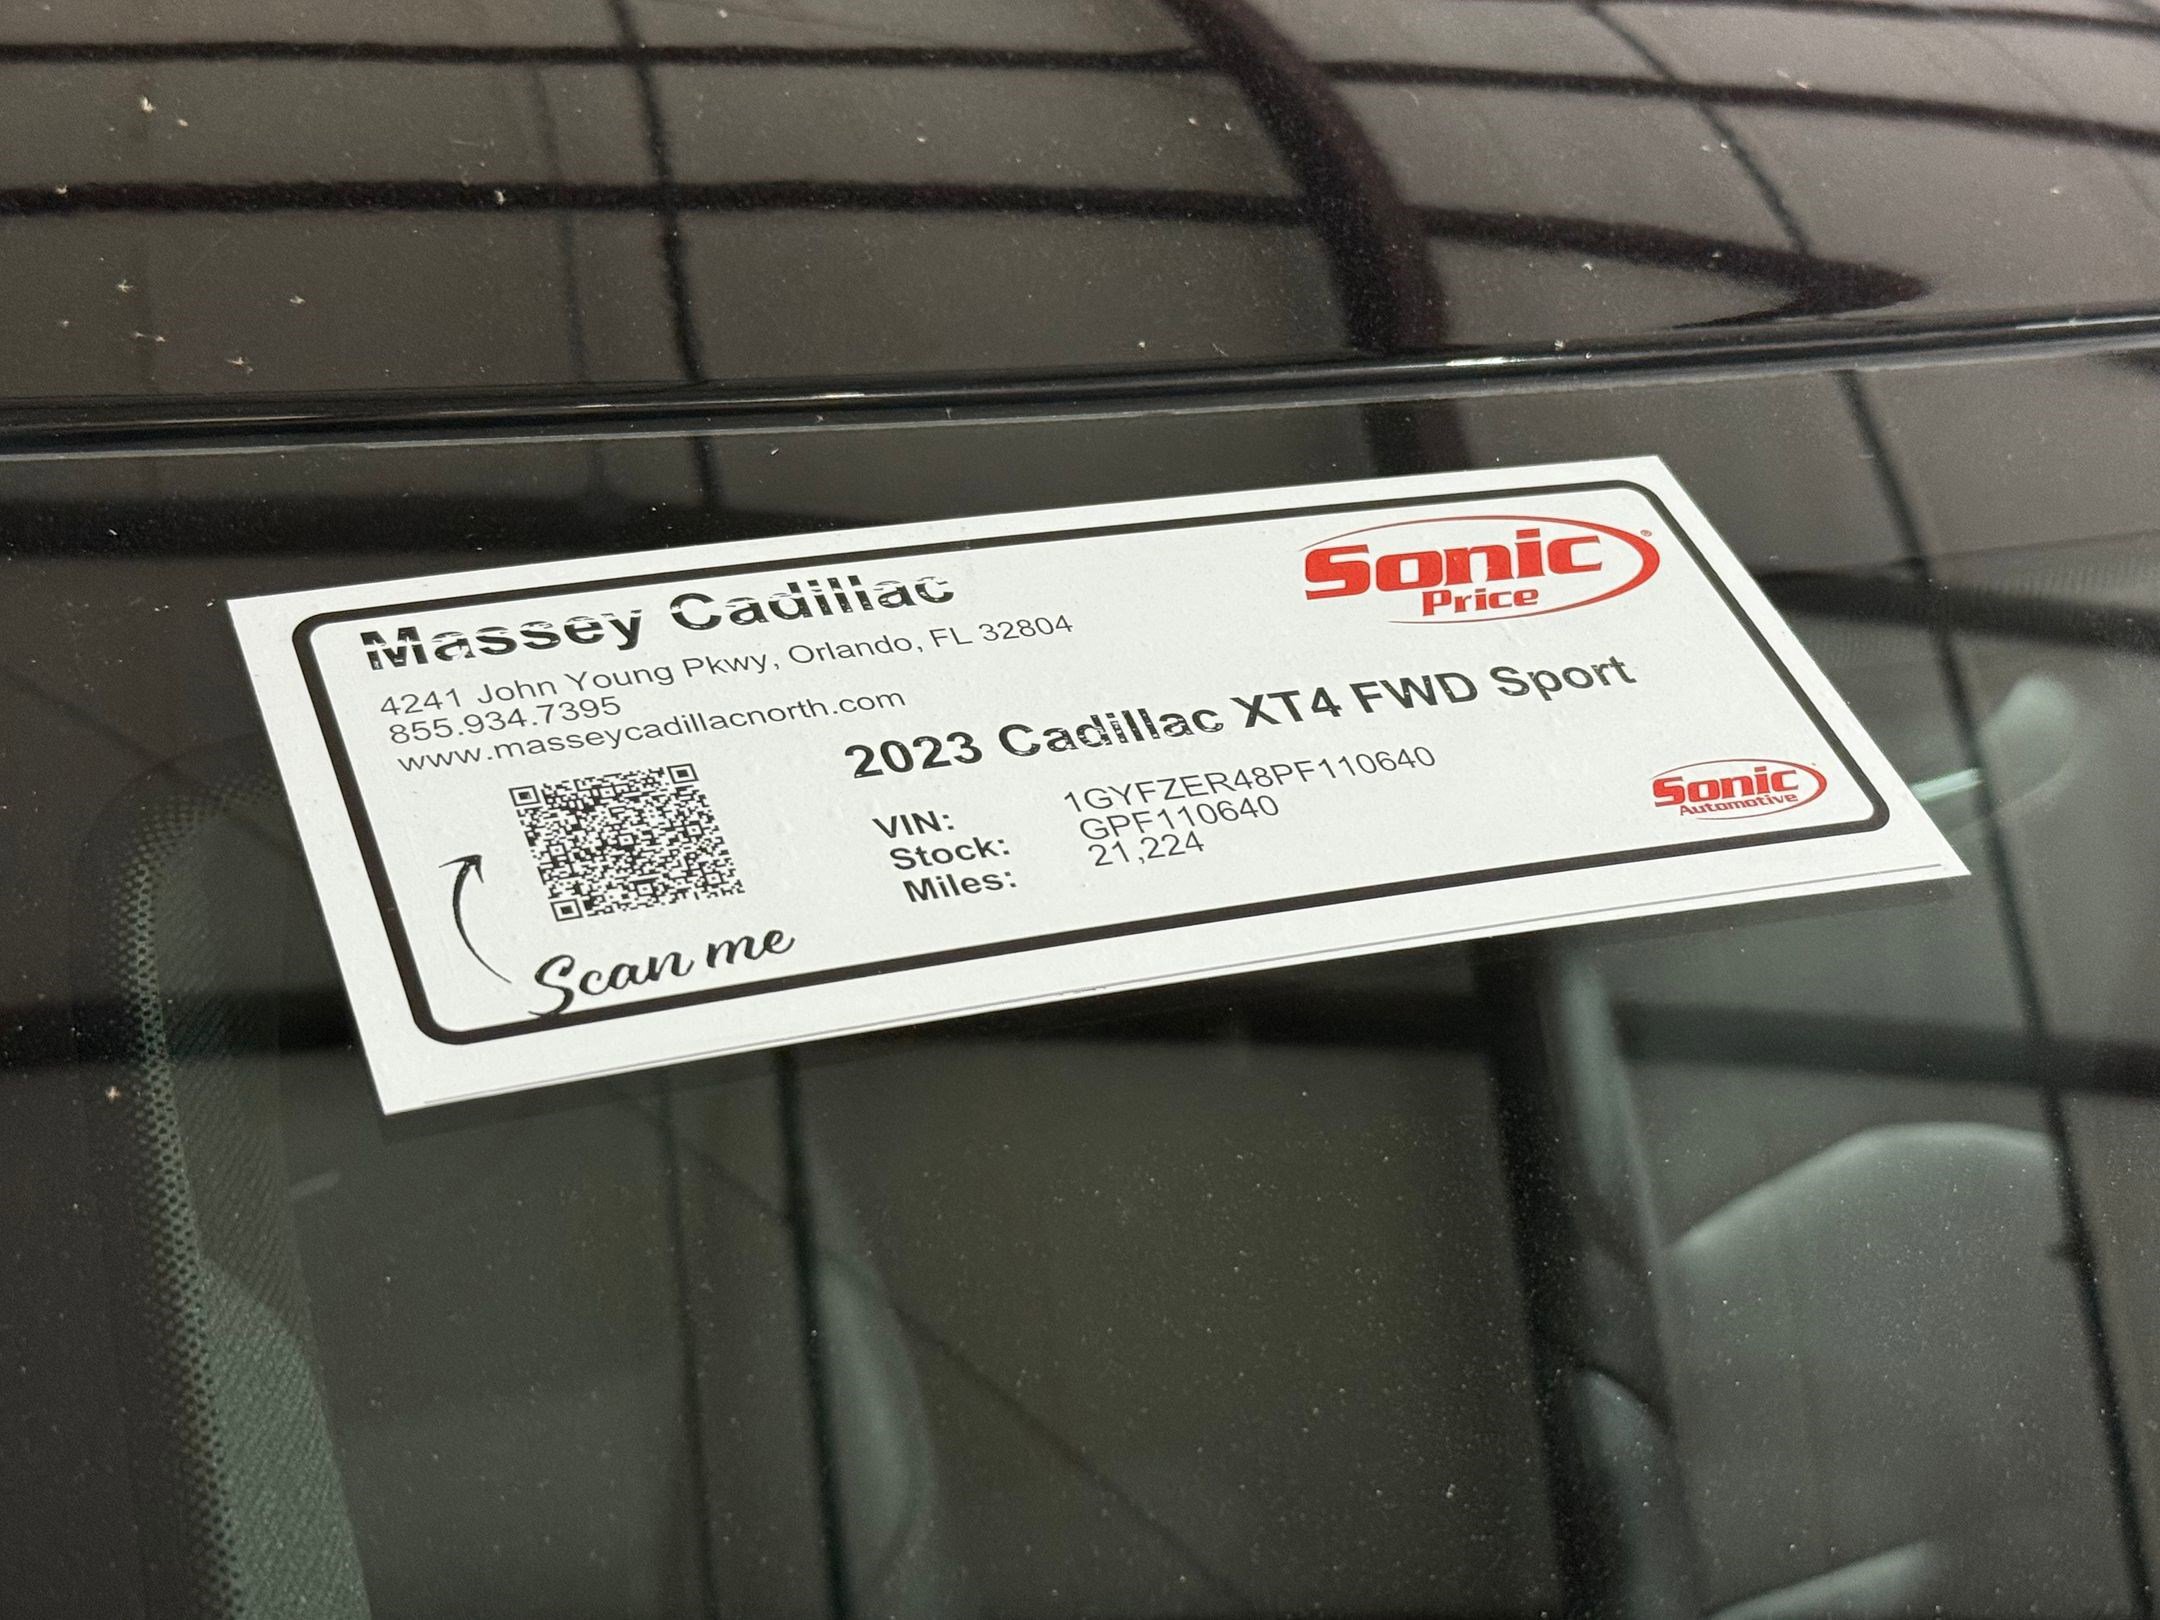 Massey Cadillac
4241 John Young Pkwy, Orlando, FL 32804
855.934.7395
www.masseycadillacnorth.com
Sonic®
Price
2023 Cadillac XT4 FWD Sport
VIN: 1GYFZER48PF110640
Stock: GPF110640
Miles: 21,224
Scan me
Sonic
Automotive